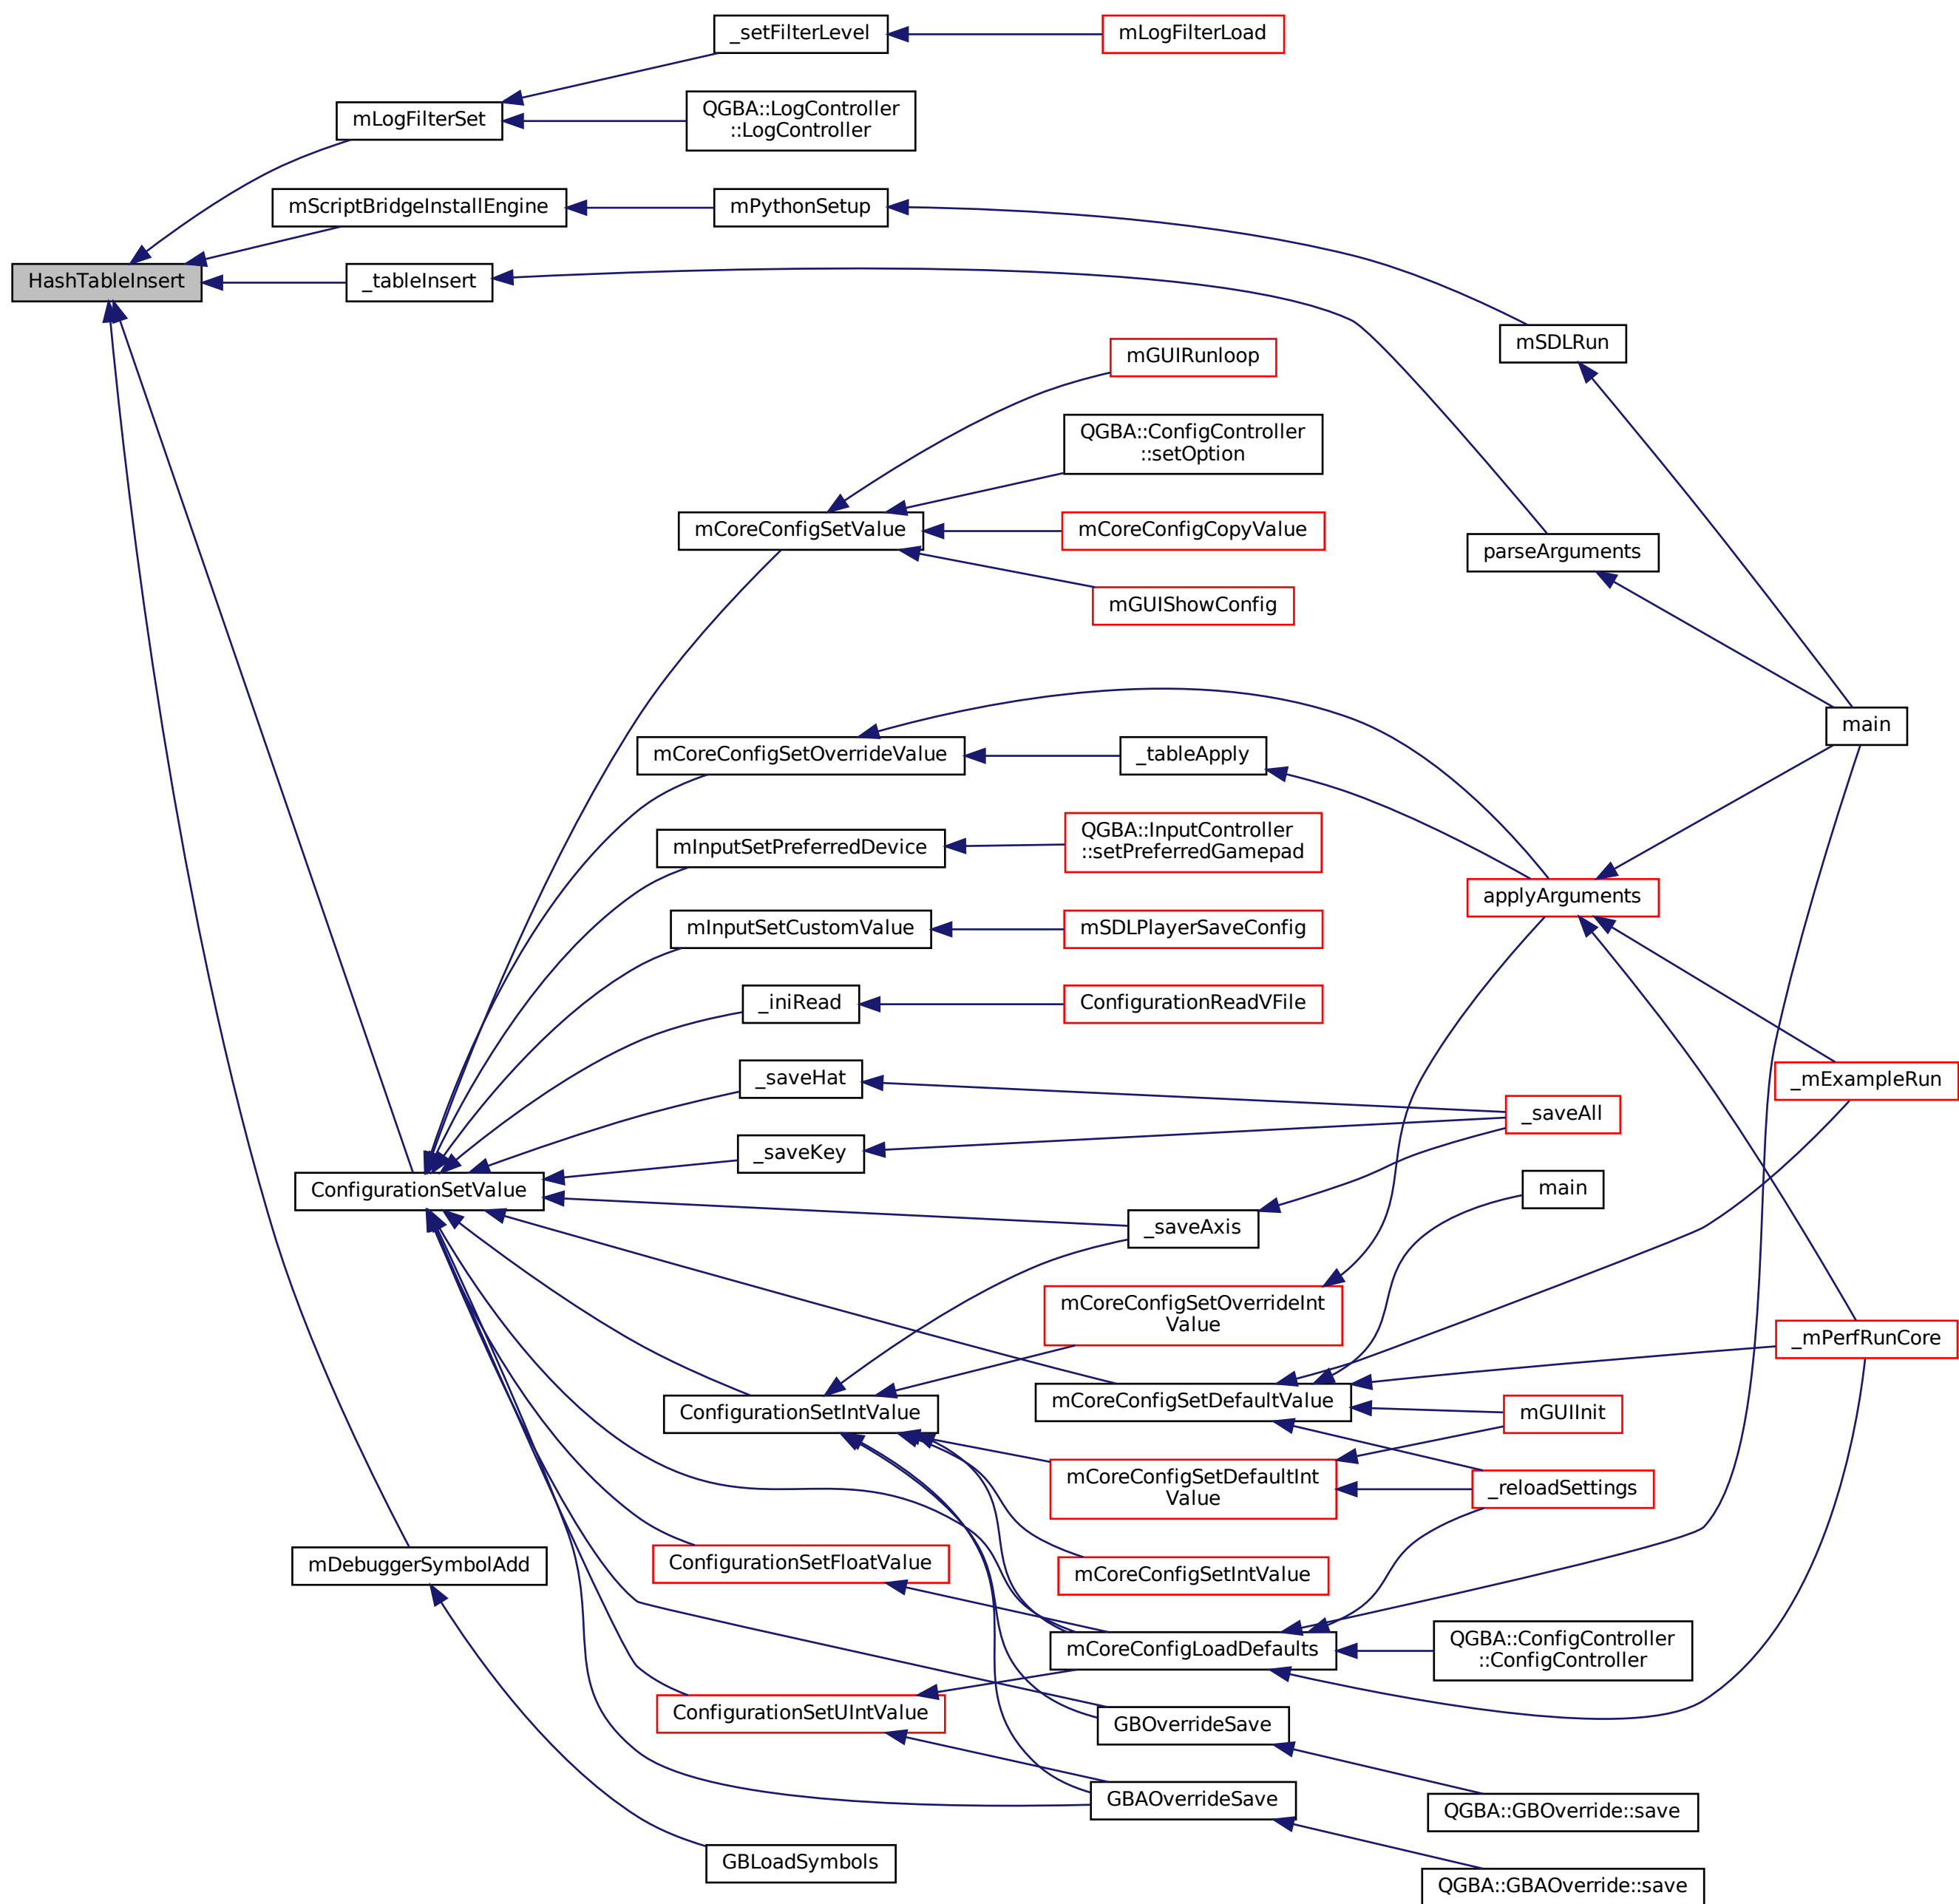 _setFilterLevel
mLogFilterLoad
mLogFilterSet
QGBA::LogController
::LogController
mScriptBridgeInstallEngine
mPythonSetup
HashTableInsert
_tableInsert
mSDLRun
mGUIRunloop
QGBA::ConfigController
::setOption
mCoreConfigSetValue
mCoreConfigCopyValue
parseArguments
mGUIShowConfig
main
mCoreConfigSetOverrideValue
_tableApply
QGBA::InputController
::setPreferredGamepad
mInputSetPreferredDevice
applyArguments
mInputSetCustomValue
mSDLPlayerSaveConfig
_iniRead
ConfigurationReadVFile
_saveHat
_mExampleRun
_saveAll
_saveKey
ConfigurationSetValue
main
_saveAxis
mCoreConfigSetOverrideInt
Value
_mPerfRunCore
mCoreConfigSetDefaultValue
ConfigurationSetIntValue
mGUIInit
mCoreConfigSetDefaultInt
Value
_reloadSettings
mDebuggerSymbolAdd
ConfigurationSetFloatValue
mCoreConfigSetIntValue
mCoreConfigLoadDefaults
QGBA::ConfigController
::ConfigController
ConfigurationSetUIntValue
GBOverrideSave
GBAOverrideSave
QGBA::GBOverride::save
GBLoadSymbols
QGBA::GBAOverride::save